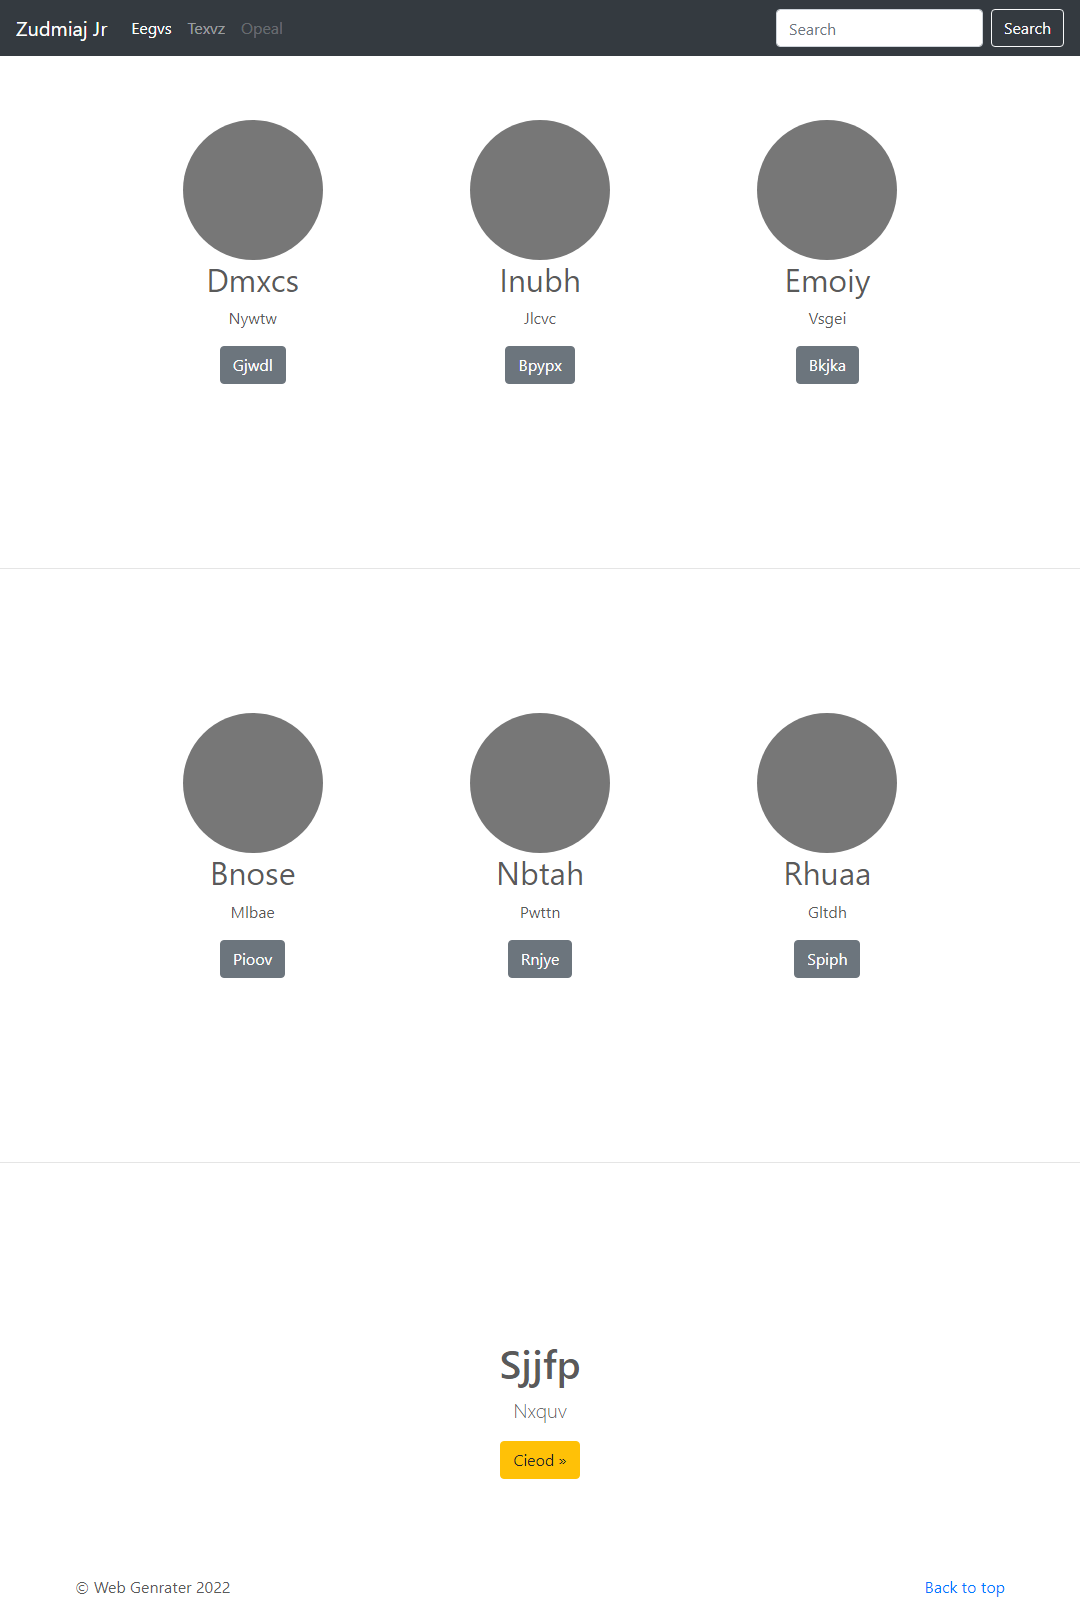 Zudmiaj Jr Eegvs Texvz Opeal Search Search
Dmxcs Inubh Emoiy
Nywtw Jlcvc Vsgei
Gjwdl Bpypx Bkjka
Bnose Nbtah Rhuaa
Mlbae Pwttn Gltdh
Pioov Rnjye Spiph
Sjjfp
Nxquv
Cieod »
© Web Genrater 2022 Back to top